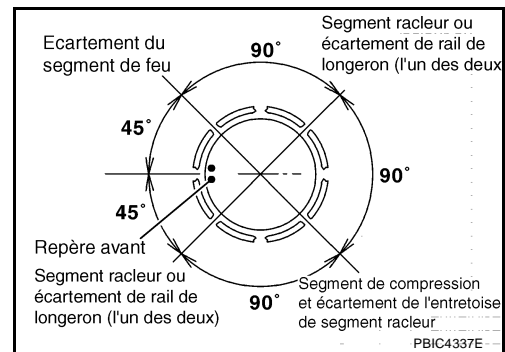 Ecartement du
segment de feu
90°
Segment racleur ou
écartement de rail de
longeron (l'un des deux
45°
90°
45°
Repère avant
Segment racleur ou
écartement de rail de
longeron (l'un des deux)
90°
Segment de compression
et écartement de l'entretoise
de segment racleur
PBIC4337E